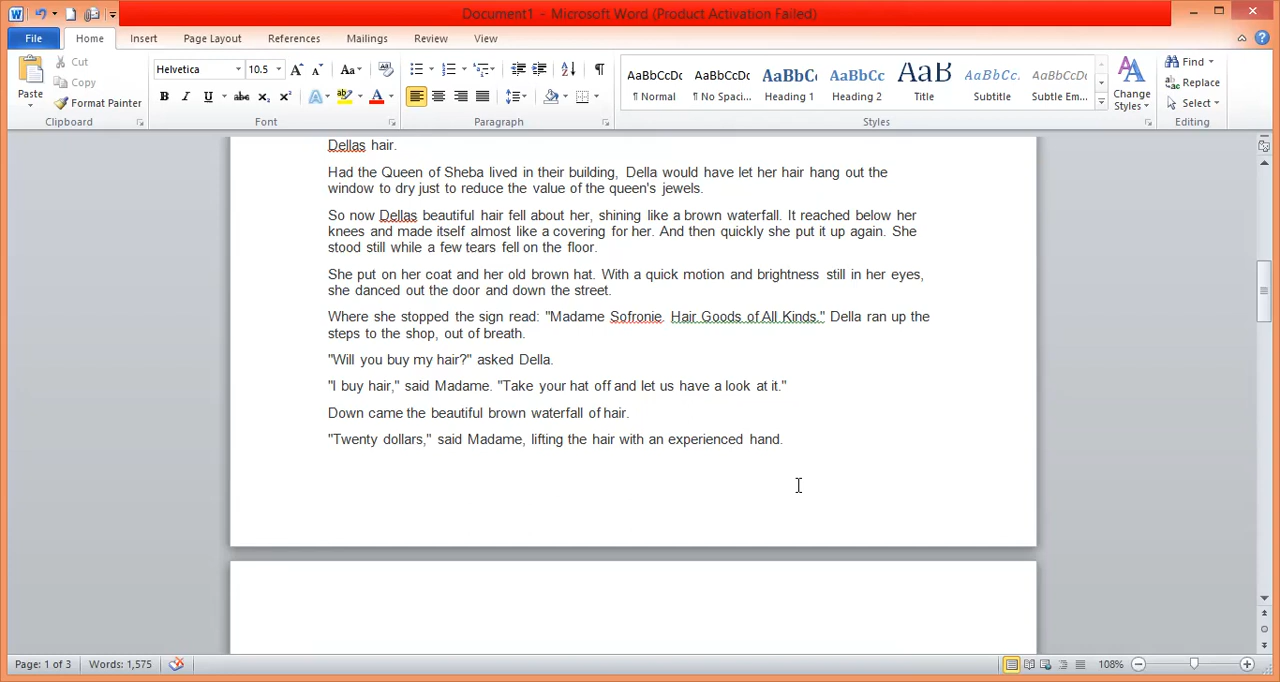 Document1 - Microsoft Word (Product Activation Failed)
File Home Insert Page Layout References Mailings Review View
Paste Cut Copy Format Painter Clipboard
Helvetica 10.5 Font
Paragraph
AaBbCcDc AaBbCcDc AaBbCc AaBbCc AaB AaBbCc. AaBbCcDc
¶ Normal ¶ No Spaci... Heading 1 Heading 2 Title Subtitle Subtle Em...
Styles
Change Styles
Find Replace Select Editing
Dellas hair.
Had the Queen of Sheba lived in their building, Della would have let her hair hang out the
window to dry just to reduce the value of the queen's jewels.
So now Dellas beautiful hair fell about her, shining like a brown waterfall. It reached below her
knees and made itself almost like a covering for her. And then quickly she put it up again. She
stood still while a few tears fell on the floor.
She put on her coat and her old brown hat. With a quick motion and brightness still in her eyes,
she danced out the door and down the street.
Where she stopped the sign read: "Madame Sofronie. Hair Goods of All Kinds." Della ran up the
steps to the shop, out of breath.
"Will you buy my hair?" asked Della.
"I buy hair," said Madame. "Take your hat off and let us have a look at it."
Down came the beautiful brown waterfall of hair.
"Twenty dollars," said Madame, lifting the hair with an experienced hand.
Page: 1 of 3 Words: 1,575 108%